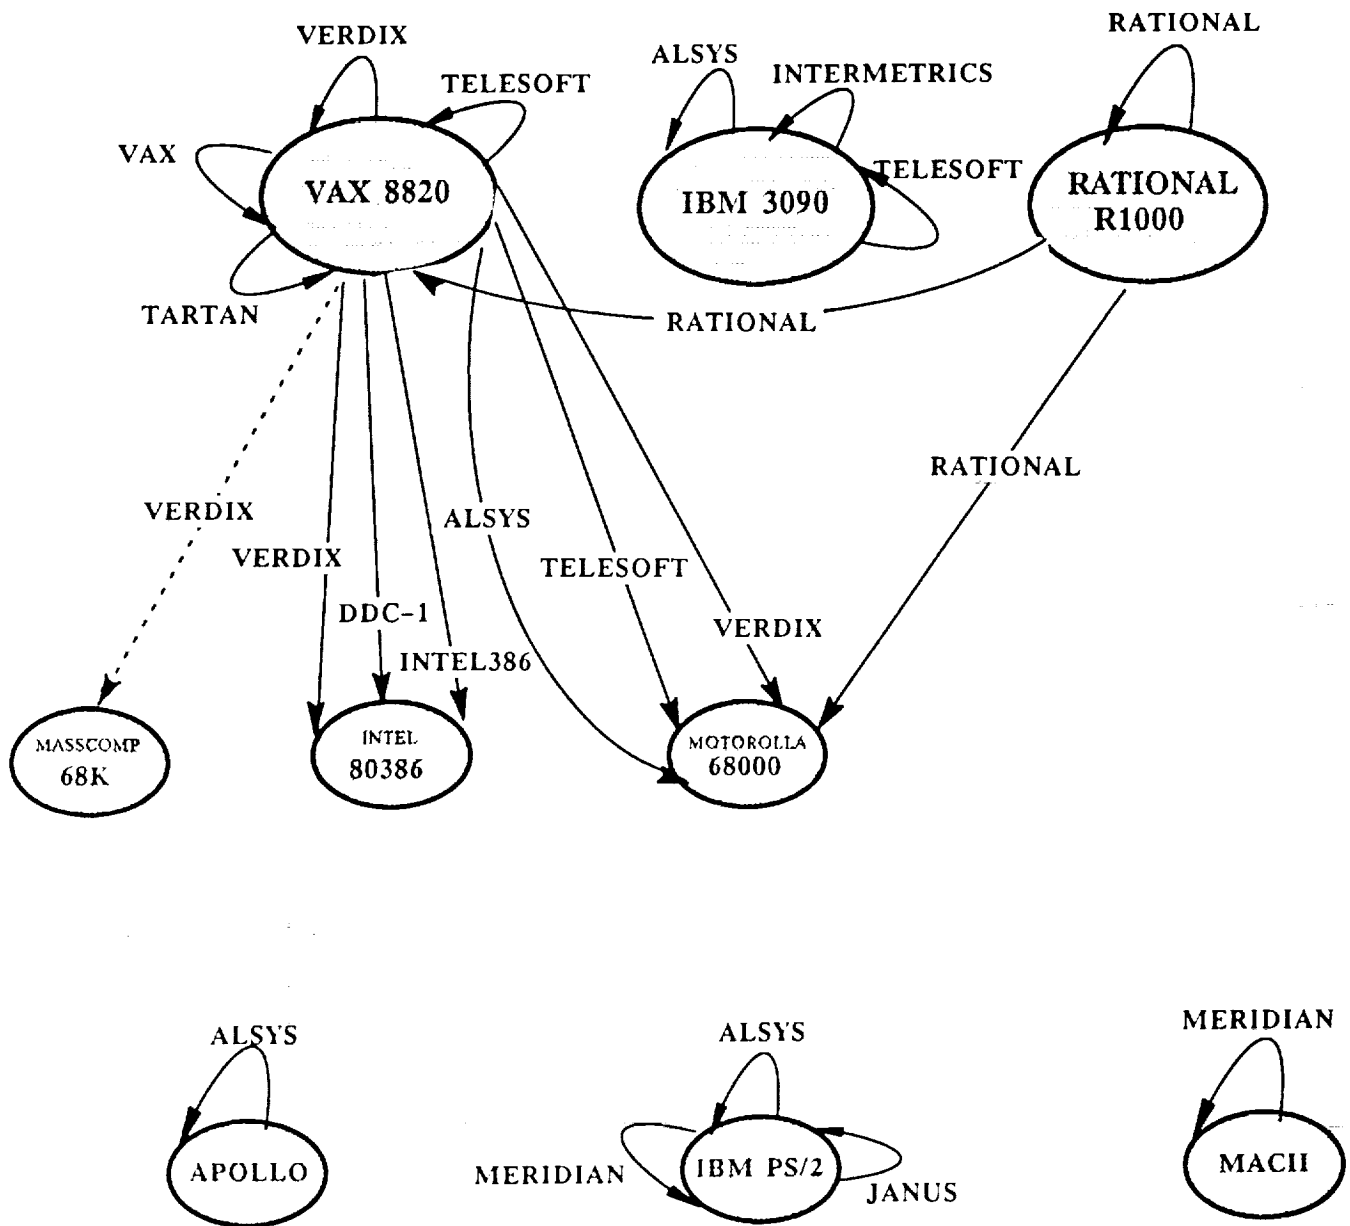 VERDIX
RATIONAL
ALSYS
INTERMETRICS
TELESOFT
VAX
TELESOFT
VAX 8820
IBM 3090
RATIONAL
R1000
TARTAN
RATIONAL
RATIONAL
VERDIX
ALSYS
VERDIX
TELESOFT
DDC-1
VERDIX
INTEL386
MASSCOMP
68K
INTEL
80386
MOTOROLLA
68000
ALSYS
ALSYS
MERIDIAN
APOLLO
MERIDIAN
IBM PS/2
JANUS
MACII